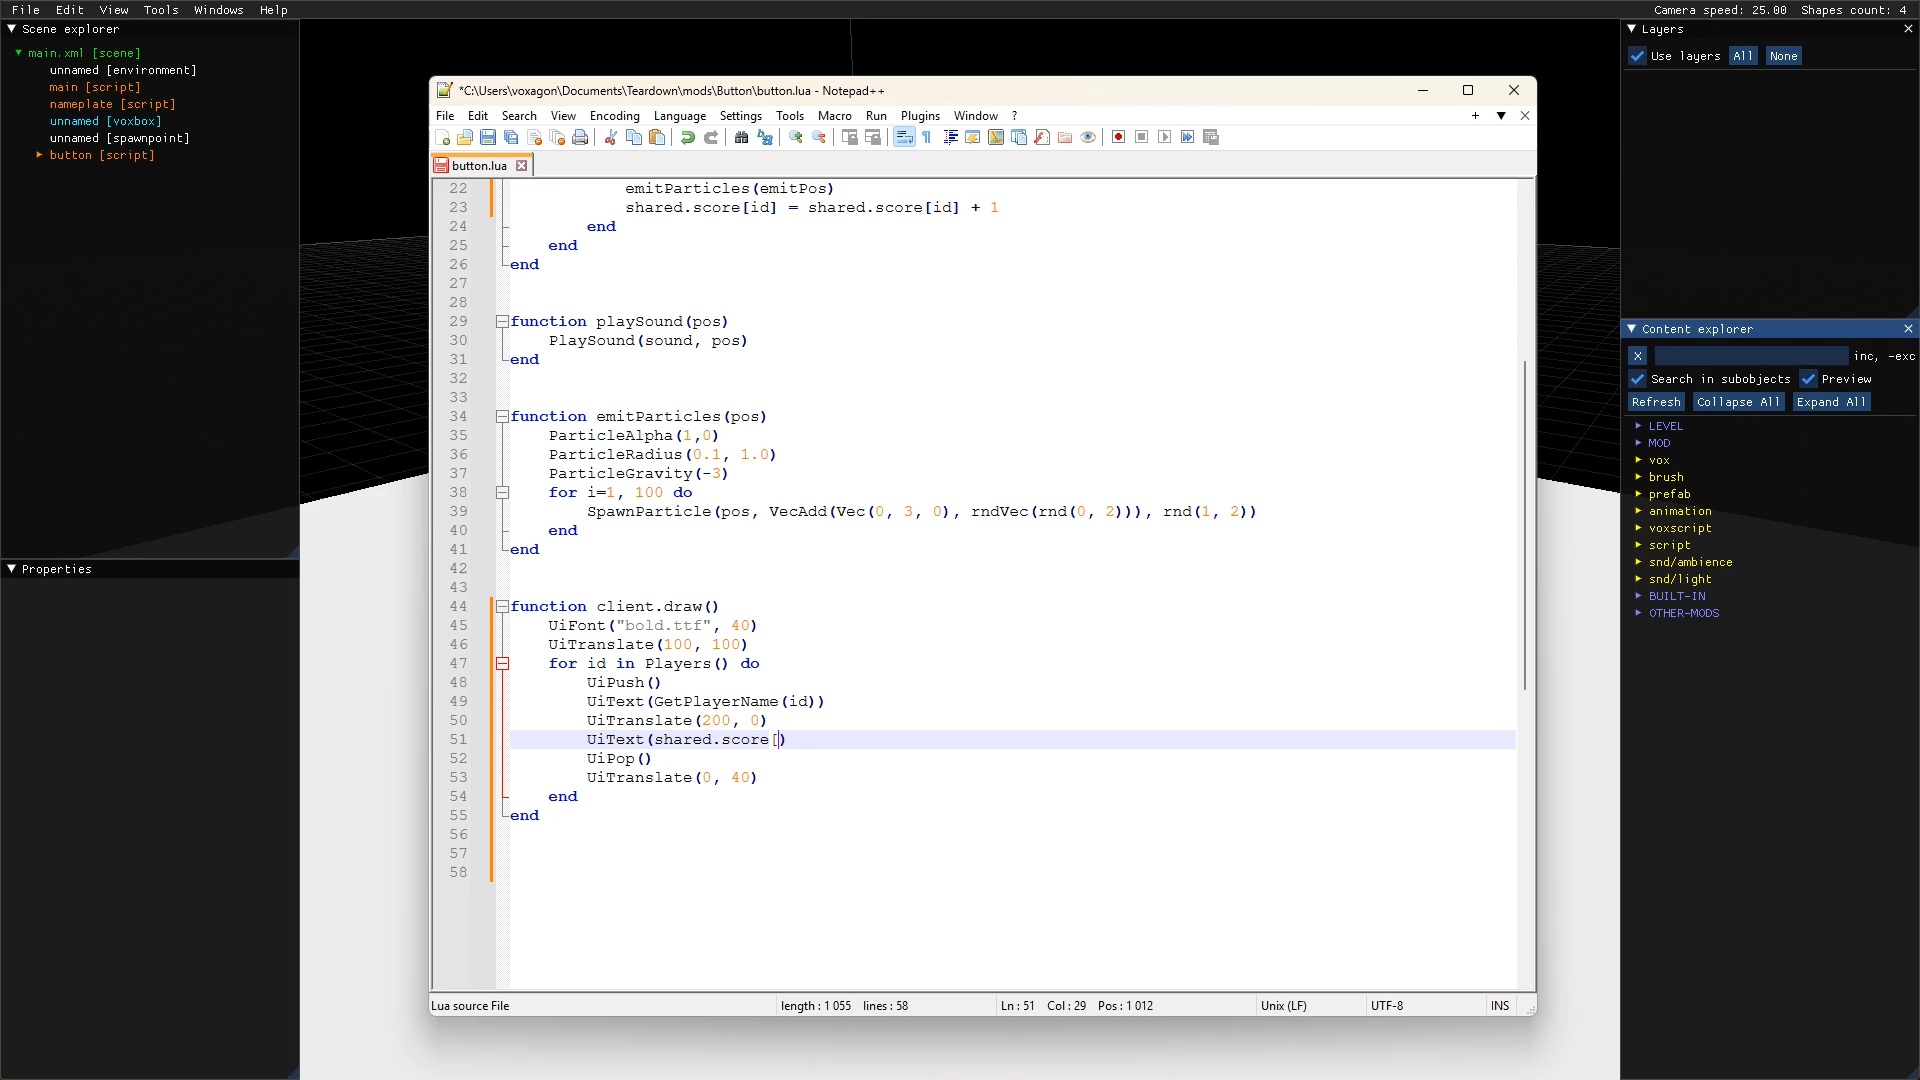 File Edit View Tools Windows Help
Camera speed: 25.00 Shapes count: 4
Scene explorer
main.xml [scene]
unnamed [environment]
main [script]
nameplate [script]
unnamed [voxbox]
unnamed [spawnpoint]
button [script]
Properties
*C:\Users\voxagon\Documents\Teardown\mods\Button\button.lua - Notepad++
File Edit Search View Encoding Language Settings Tools Macro Run Plugins Window ?
button.lua
22 emitParticles(emitPos)
23 shared.score[id] = shared.score[id] + 1
24 end
25 end
26 end
27
28
29 function playSound(pos)
30 PlaySound(sound, pos)
31 end
32
33
34 function emitParticles(pos)
35 ParticleAlpha(1,0)
36 ParticleRadius(0.1, 1.0)
37 ParticleGravity(-3)
38 for i=1, 100 do
39 SpawnParticle(pos, VecAdd(Vec(0, 3, 0), rndVec(rnd(0, 2))), rnd(1, 2))
40 end
41 end
42
43
44 function client.draw()
45 UiFont("bold.ttf", 40)
46 UiTranslate(100, 100)
47 for id in Players() do
48 UiPush()
49 UiText(GetPlayerName(id))
50 UiTranslate(200, 0)
51 UiText(shared.score[)
52 UiPop()
53 UiTranslate(0, 40)
54 end
55 end
56
57
58
Lua source File length : 1 055 lines : 58 Ln : 51 Col : 29 Pos : 1 012 Unix (LF) UTF-8 INS
Layers
Use layers All None
Content explorer
X inc, -exc
Search in subobjects Preview
Refresh Collapse All Expand All
LEVEL
MOD
vox
brush
prefab
animation
voxscript
script
snd/ambience
snd/light
BUILT-IN
OTHER-MODS